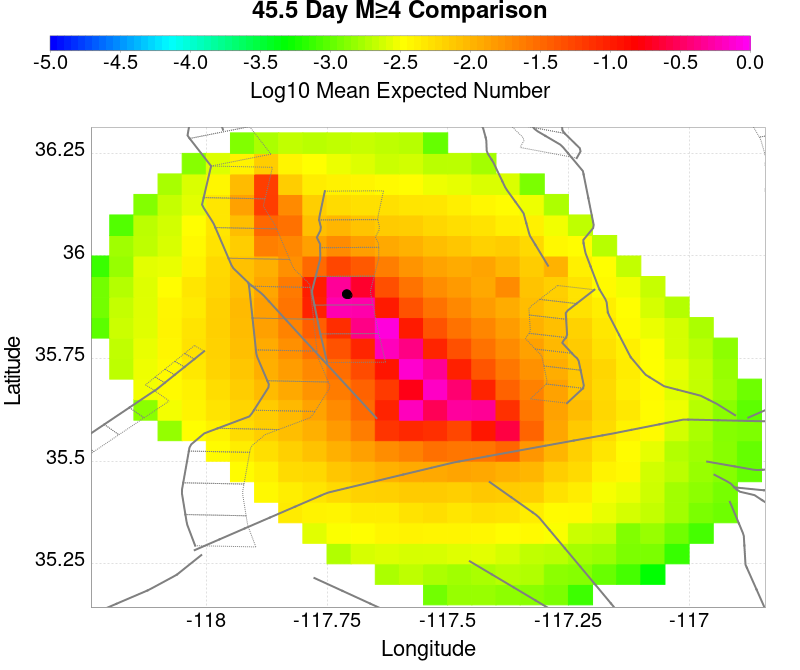 45.5 Day M≥4 Comparison
-5.0 -4.5 -4.0 -3.5 -3.0 -2.5 -2.0 -1.5 -1.0 -0.5 0.0
Log10 Mean Expected Number
36.25
36
35.75
35.5
35.25
Latitude
-118 -117.75 -117.5 -117.25 -117
Longitude